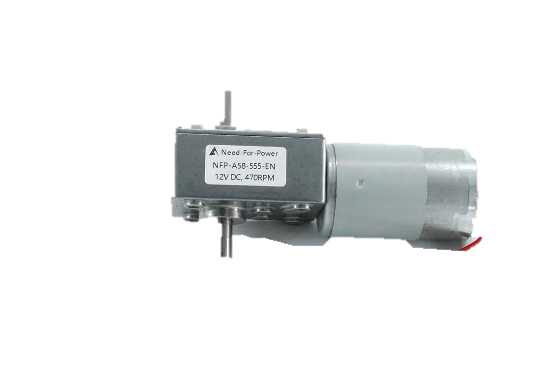 Need-For-Power
NFP-A58-555-EN
12V DC, 470RPM